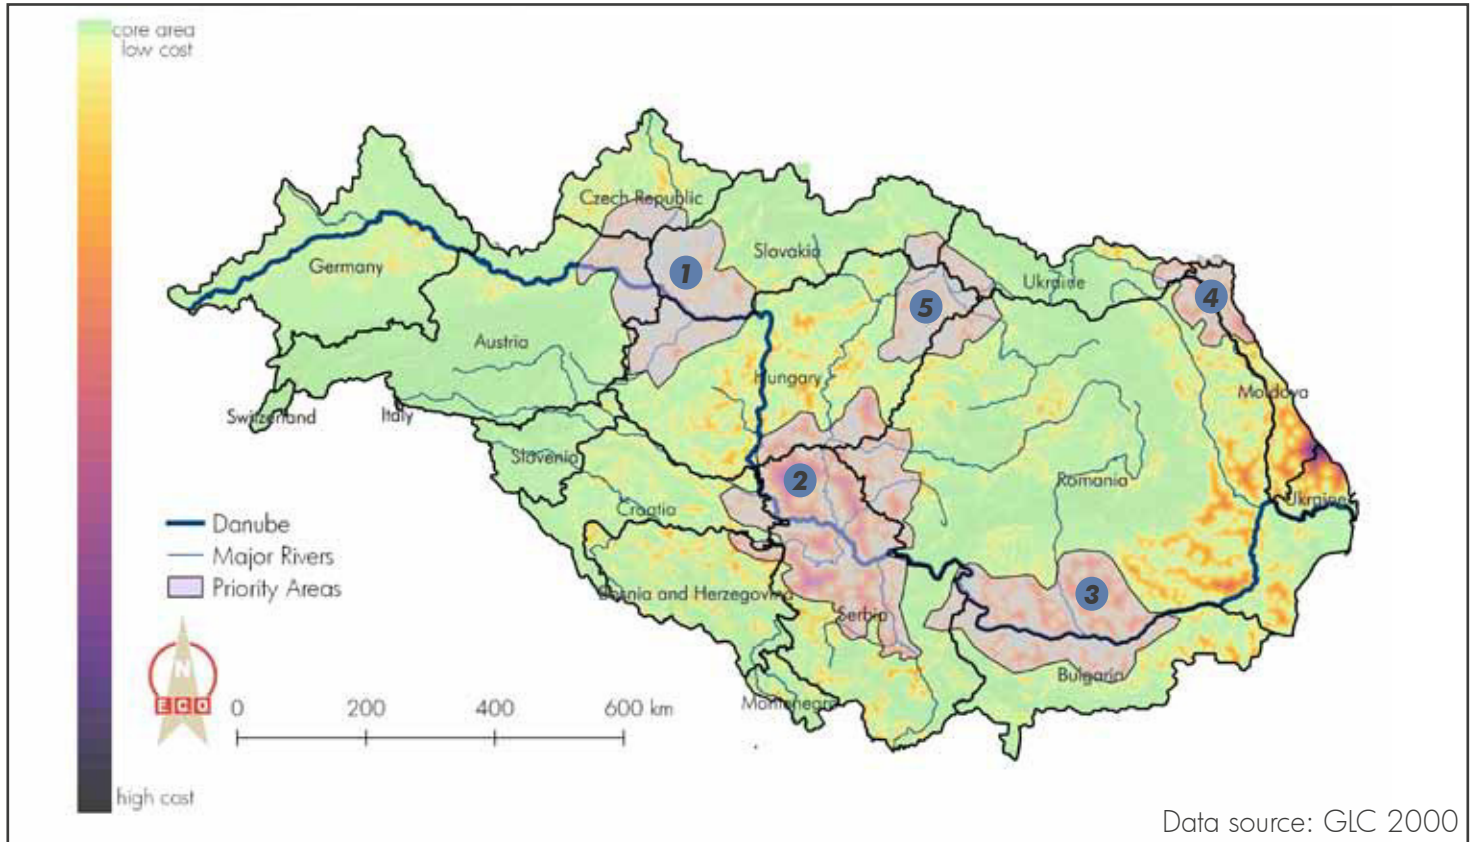 core area
low cost
Czech Republic
Slovakia
Germany
1
Ukraine
4
5
Austria
Hungary
Moldova
Switzerland
Italy
Slovenia
2
Romania
Ukraine
Croatia
Danube
Major Rivers
Priority Areas
Bosnia and Herzegovina
3
Serbia
Bulgaria
Montenegro
N
ECO
0 200 400 600 km
high cost
Data source: GLC 2000